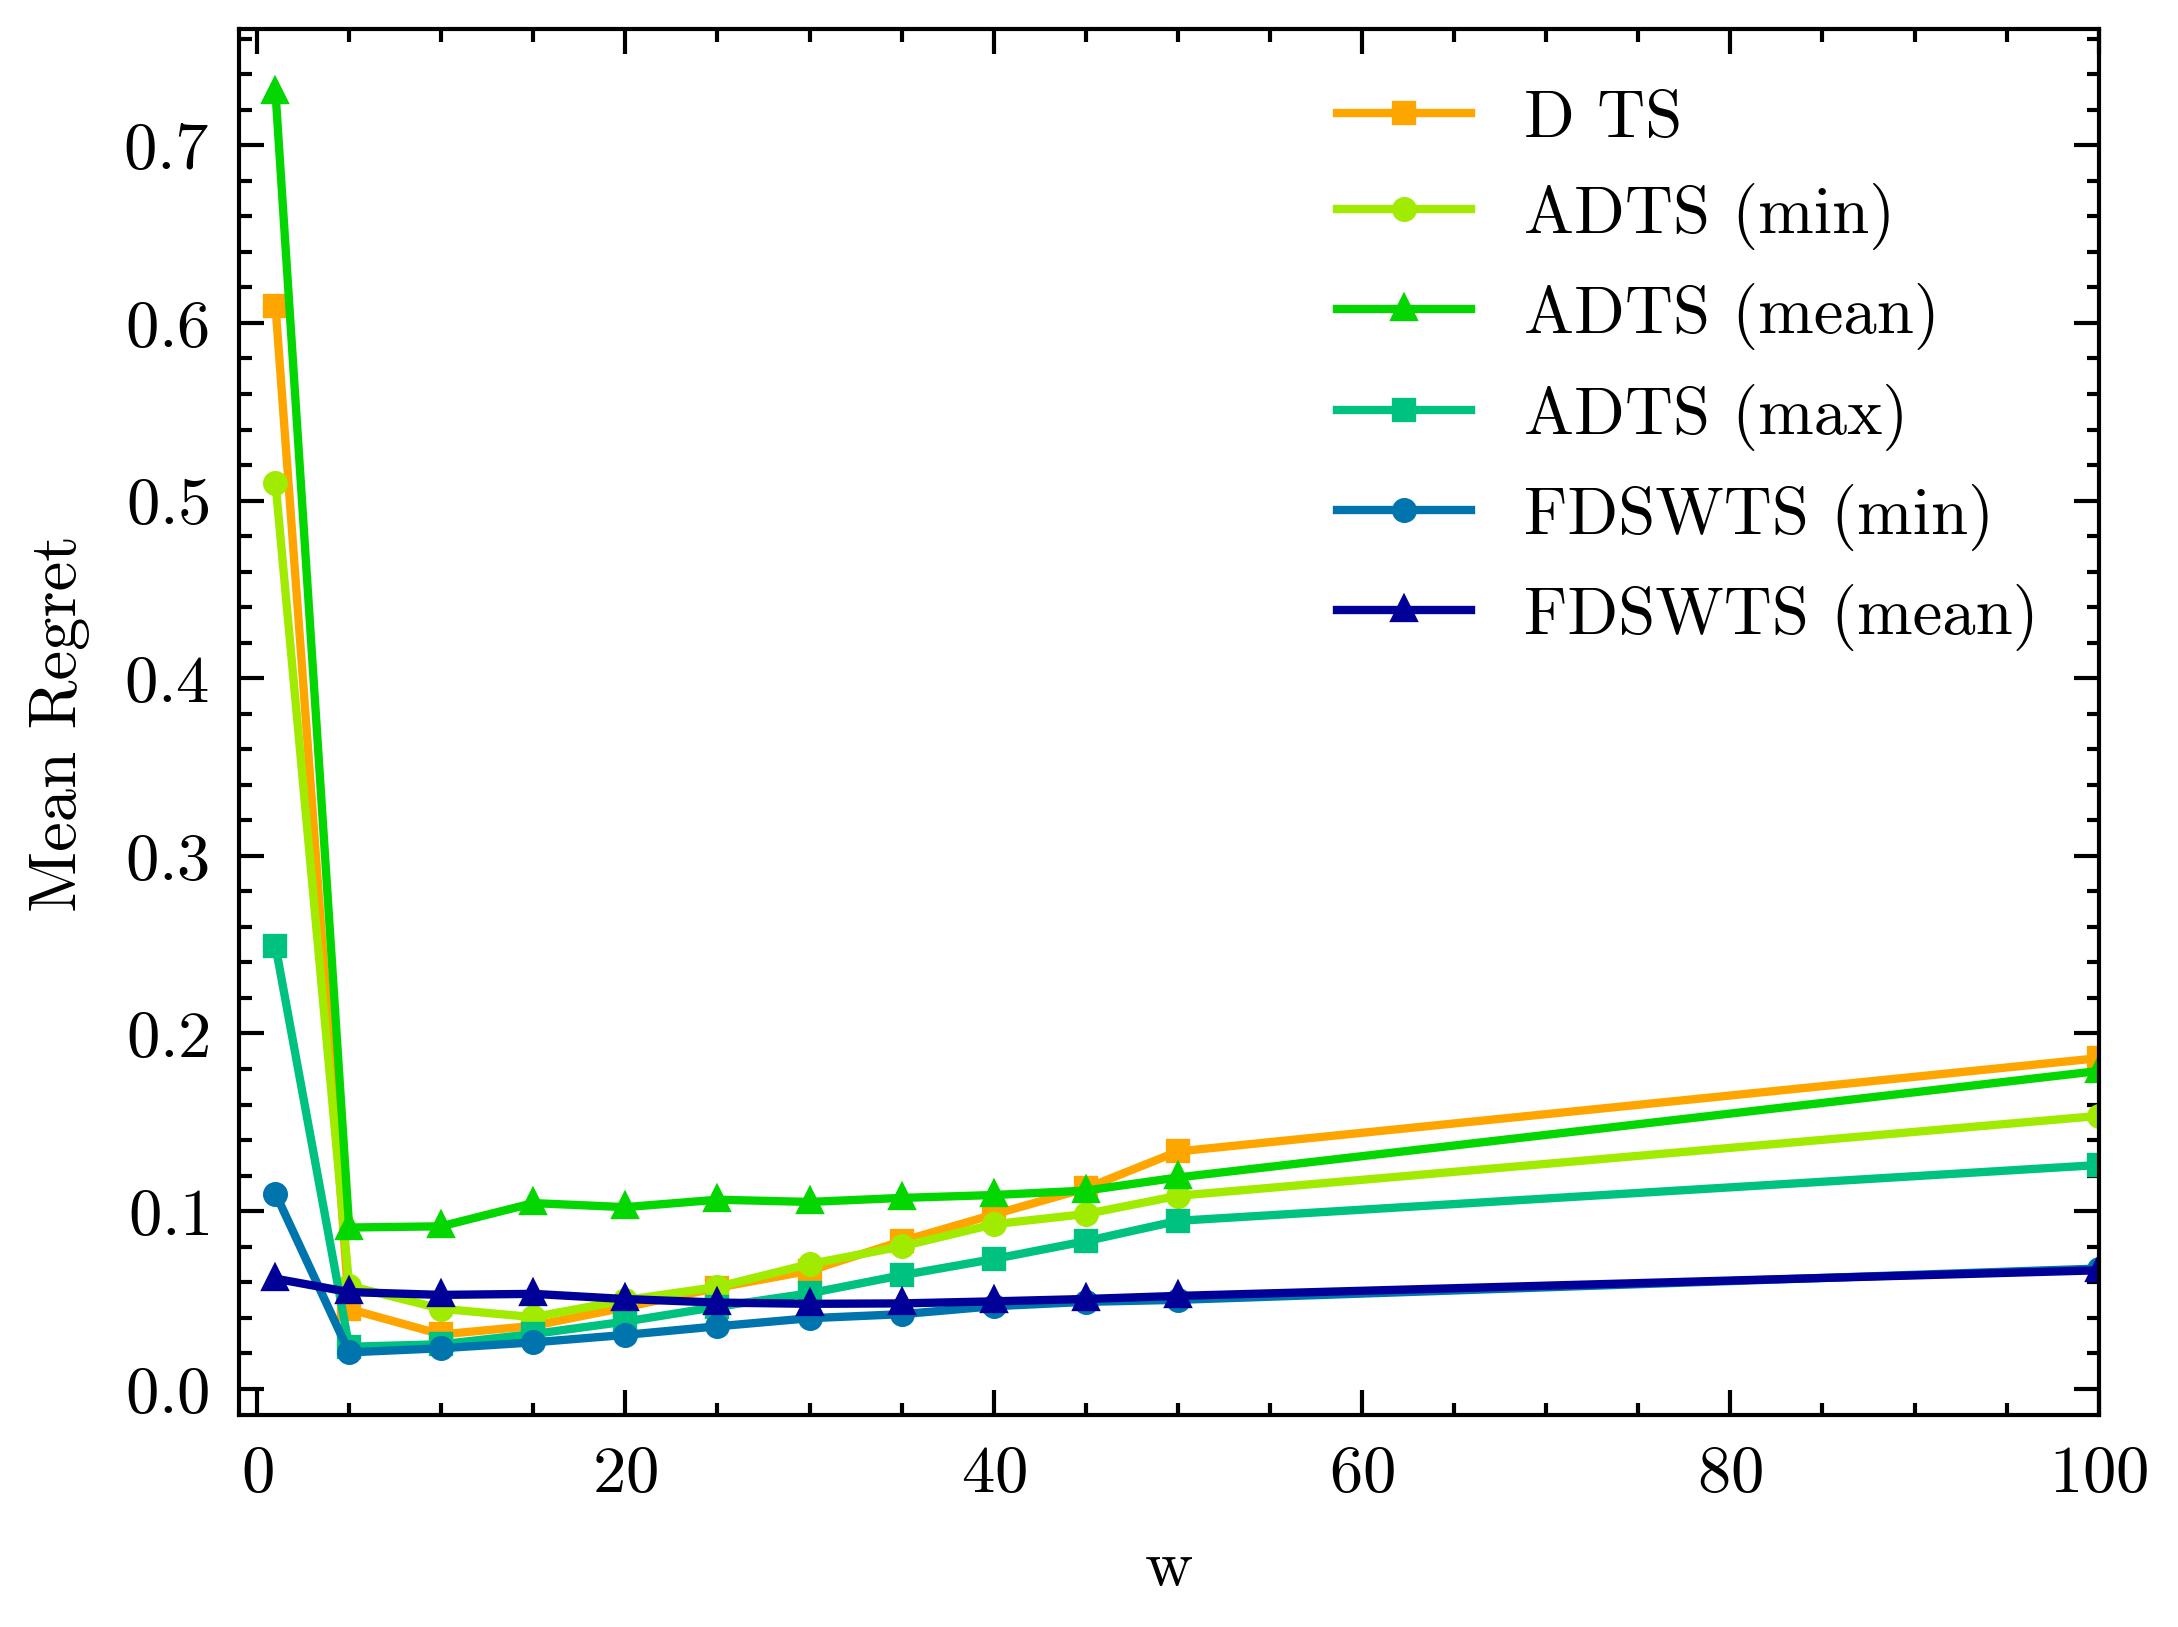 D TS
ADTS (min)
ADTS (mean)
ADTS (max)
FDSWTS (min)
FDSWTS (mean)
Mean Regret
0.7
0.6
0.5
0.4
0.3
0.2
0.1
0.0
0 20 40 60 80 100
w